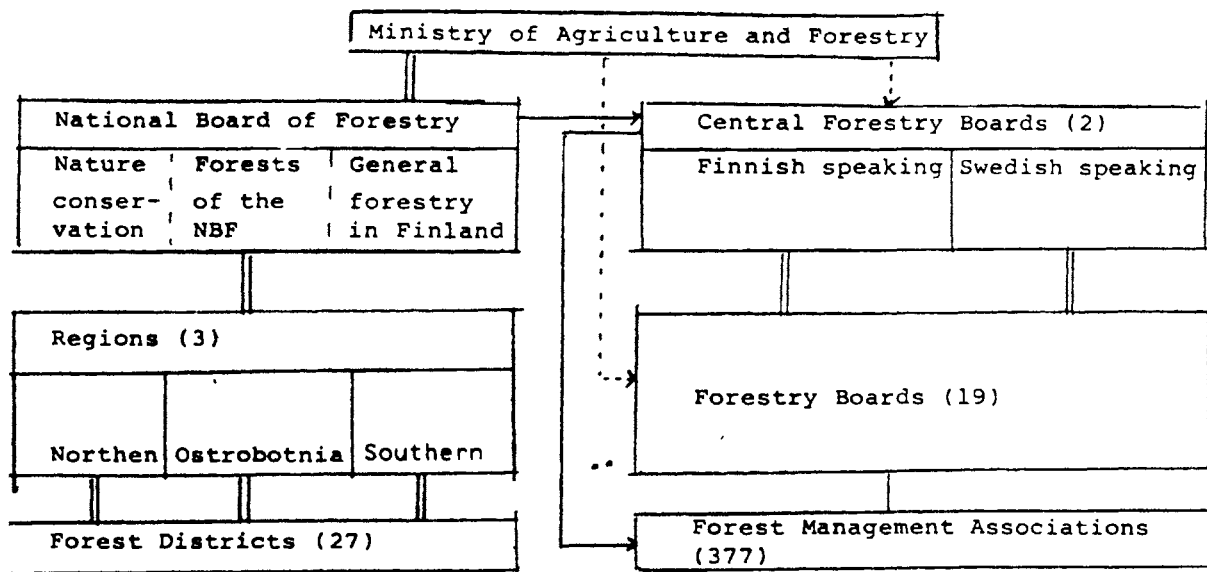 Ministry of Agriculture and Forestry
National Board of Forestry
Nature conser- vation
Forests of the NBF
General forestry in Finland
Central Forestry Boards (2)
Finnish speaking
Swedish speaking
Regions (3)
Northen
Ostrobotnia
Southern
Forestry Boards (19)
Forest Districts (27)
Forest Management Associations
(377)